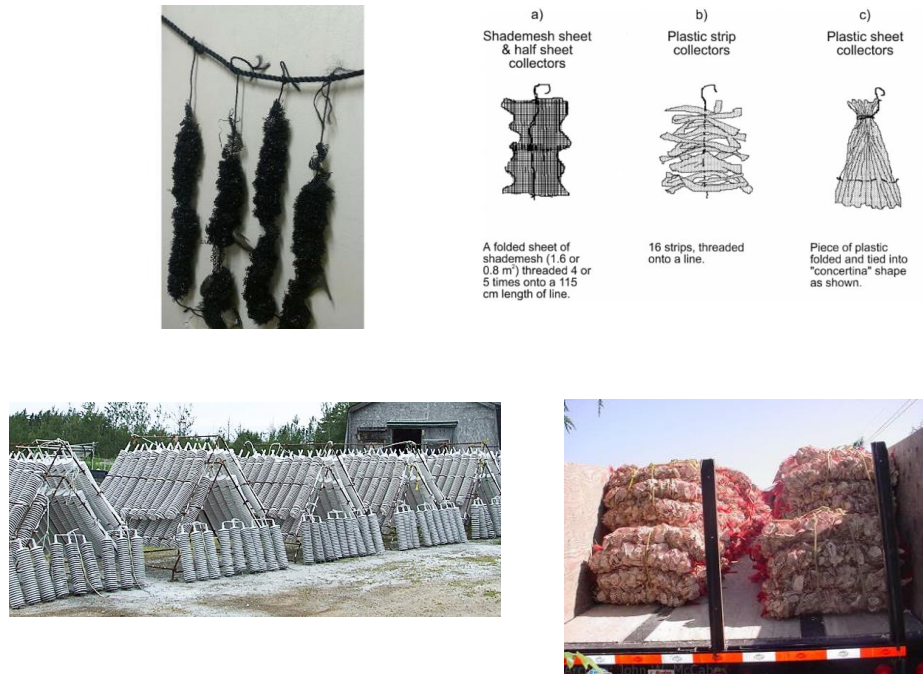 a)
Shademesh sheet
& half sheet
collectors
A folded sheet of
shademesh (1.6 or
0.8 m²) threaded 4 or
5 times onto a 115
cm length of line.
b)
Plastic strip
collectors
16 strips, threaded
onto a line.
c)
Plastic sheet
collectors
Piece of plastic
folded and tied into
"concertina" shape
as shown.